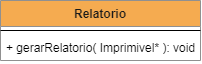 Relatorio
+ gerarRelatorio( Imprimivel* ): void